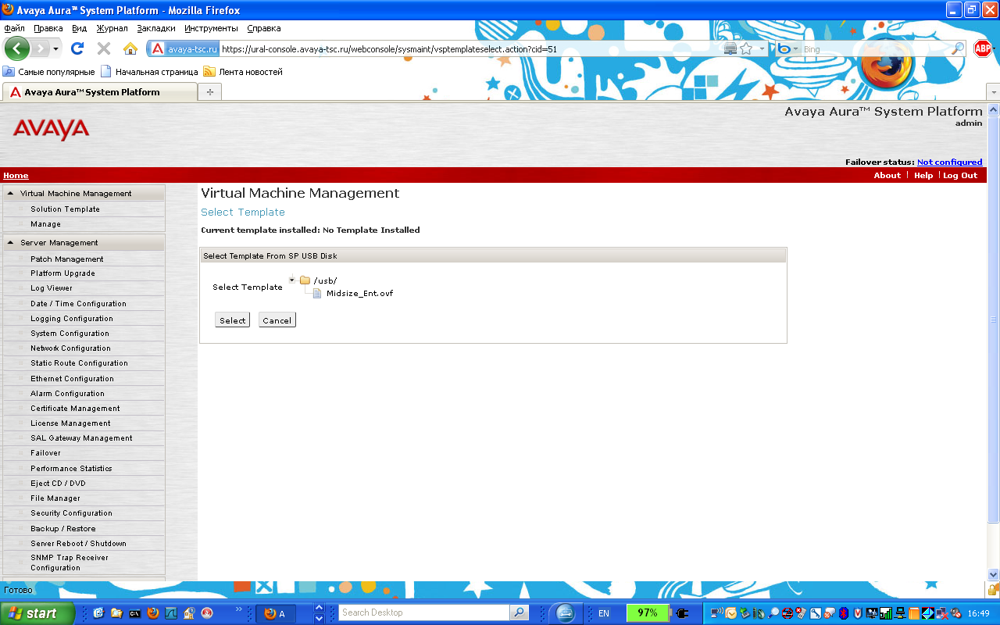 Avaya Aura™ System Platform - Mozilla Firefox
Файл Правка Вид Журнал Закладки Инструменты Справка
avaya-tsc.ru https://ural-console.avaya-tsc.ru/webconsole/sysmaint/vsptemplateselect.action?cid=51
Bing
ABP
Самые популярные Начальная страница Лента новостей
Avaya Aura™ System Platform
AVAYA
Avaya Aura™ System Platform
admin
Failover status: Not configured
Home
About | Help | Log Out
Virtual Machine Management
Solution Template
Manage
Server Management
Patch Management
Platform Upgrade
Log Viewer
Date / Time Configuration
Logging Configuration
System Configuration
Network Configuration
Static Route Configuration
Ethernet Configuration
Alarm Configuration
Certificate Management
License Management
SAL Gateway Management
Failover
Performance Statistics
Eject CD / DVD
File Manager
Security Configuration
Backup / Restore
Server Reboot / Shutdown
SNMP Trap Receiver
Configuration
Virtual Machine Management
Select Template
Current template installed: No Template Installed
Select Template From SP USB Disk
Select Template
/usb/
Midsize_Ent.ovf
Select Cancel
Готово
start
A
Search Desktop
EN
97%
16:49